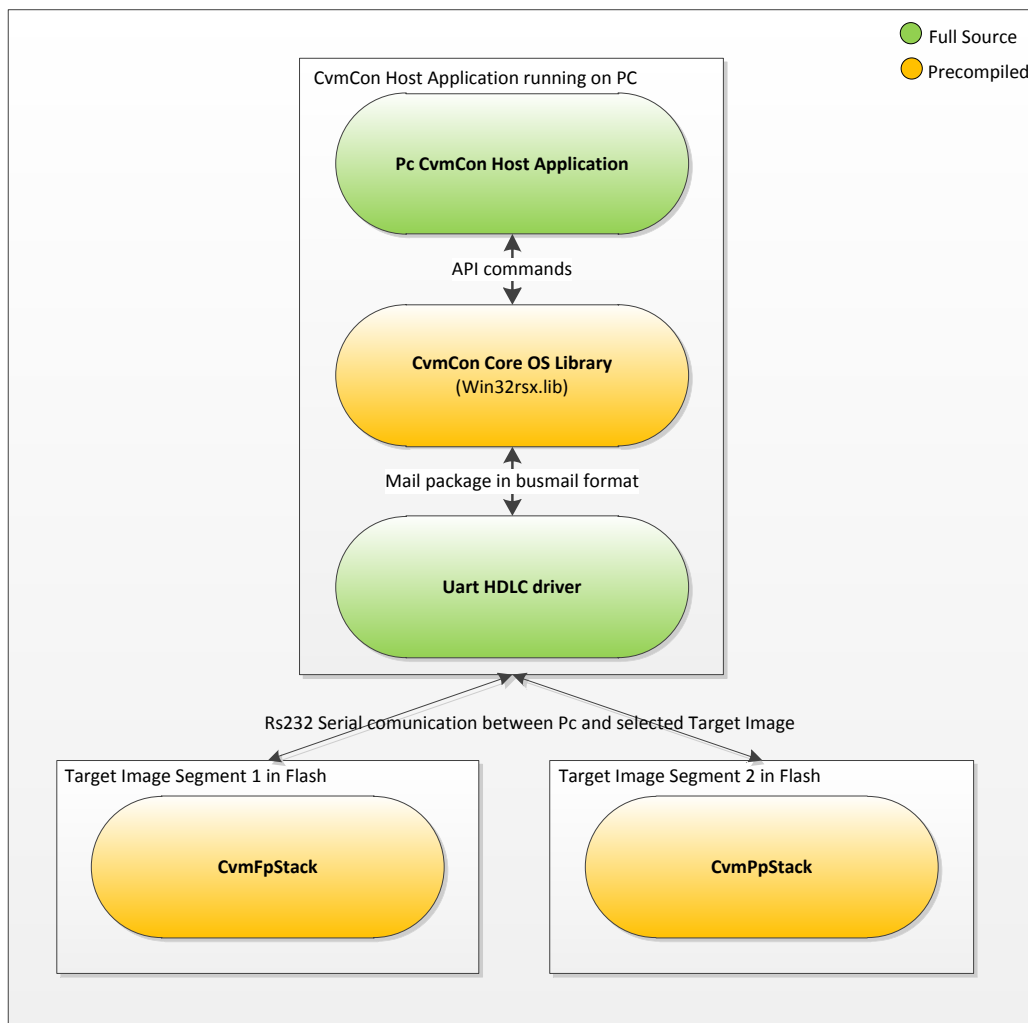 Full Source
Precompiled
CvmCon Host Application running on PC
Pc CvmCon Host Application
API commands
CvmCon Core OS Library
(Win32rsx.lib)
Mail package in busmail format
Uart HDLC driver
Rs232 Serial comunication between Pc and selected Target Image
Target Image Segment 1 in Flash
CvmFpStack
Target Image Segment 2 in Flash
CvmPpStack